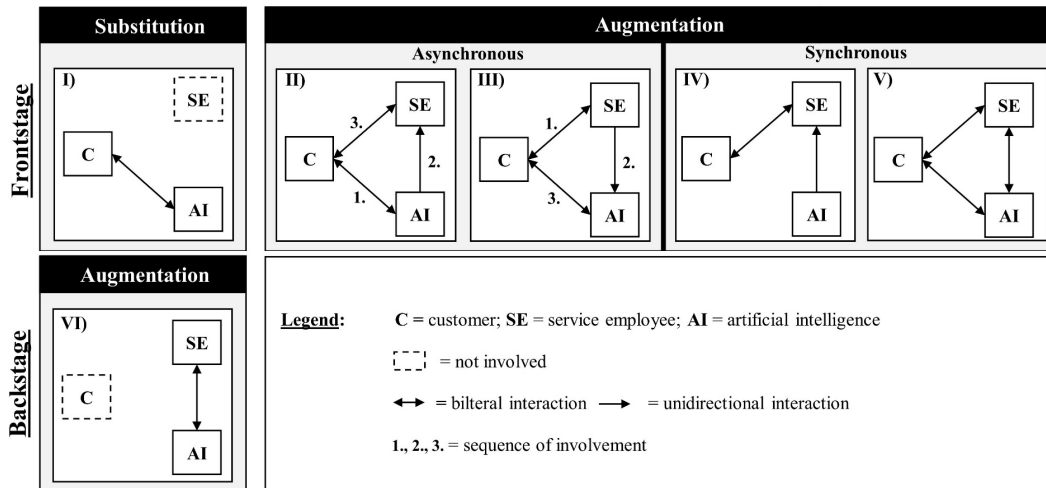 Substitution
Augmentation
Asynchronous
Synchronous
Frontstage
I)
SE
C
AI
II)
SE
3.
C
2.
1.
AI
III)
SE
1.
C
2.
3.
AI
IV)
SE
C
AI
V)
SE
C
AI
Augmentation
Backstage
VI)
SE
C
AI
Legend: C = customer; SE = service employee; AI = artificial intelligence
= not involved
= bilteral interaction = unidirectional interaction
1., 2., 3. = sequence of involvement